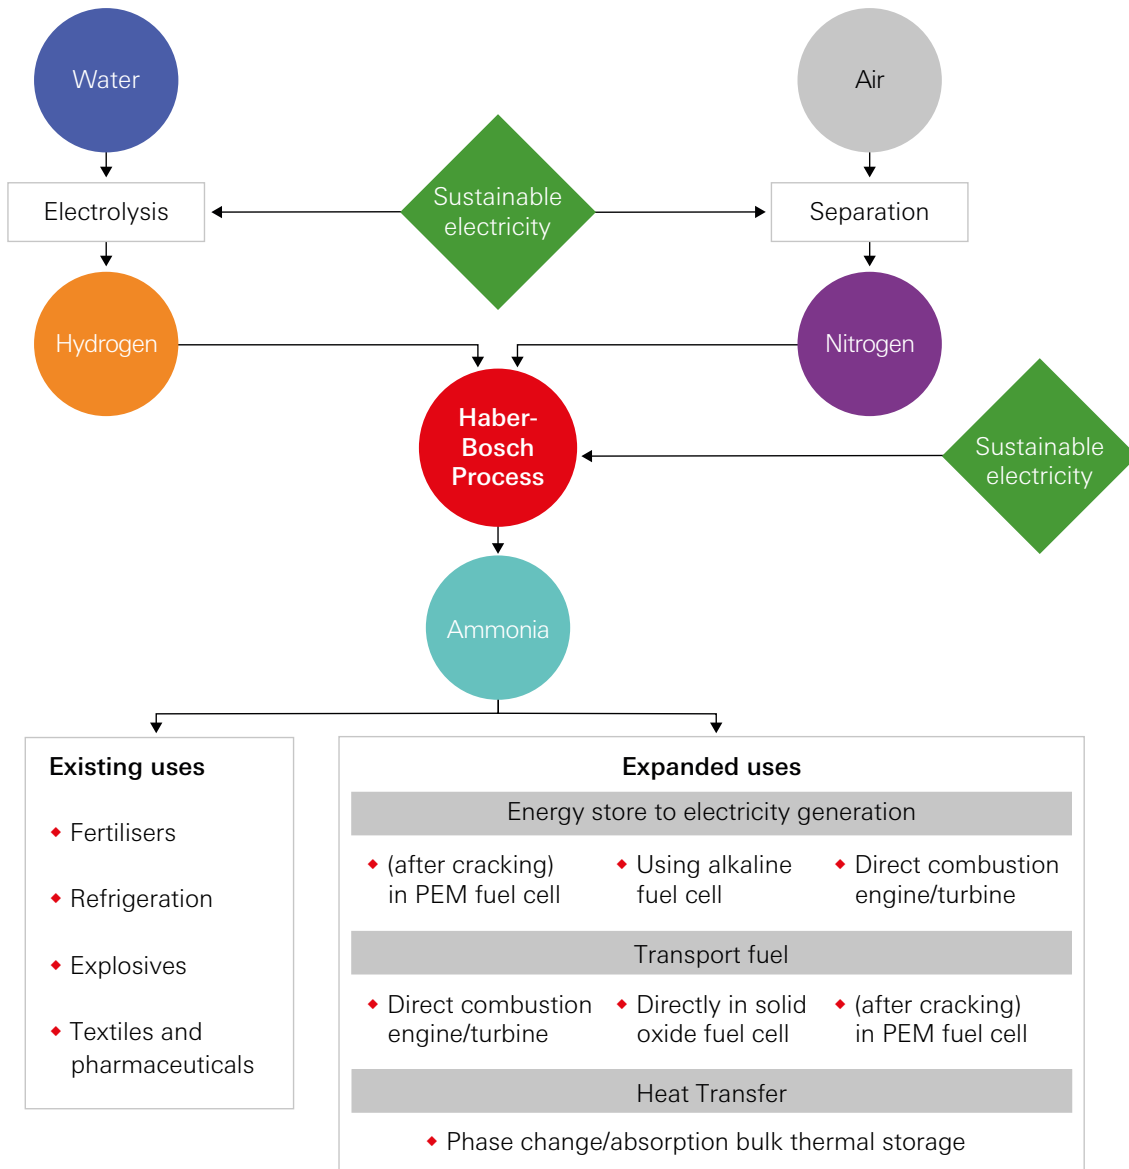 Water
Air
Sustainable
electricity
Electrolysis
Separation
Hydrogen
Nitrogen
Haber-
Bosch
Process
Sustainable
electricity
Ammonia
Existing uses
Fertilisers
Refrigeration
Explosives
Textiles and
pharmaceuticals
Expanded uses
Energy store to electricity generation
(after cracking)
in PEM fuel cell
Using alkaline
fuel cell
Direct combustion
engine/turbine
Transport fuel
Direct combustion
engine/turbine
Directly in solid
oxide fuel cell
(after cracking)
in PEM fuel cell
Heat Transfer
Phase change/absorption bulk thermal storage